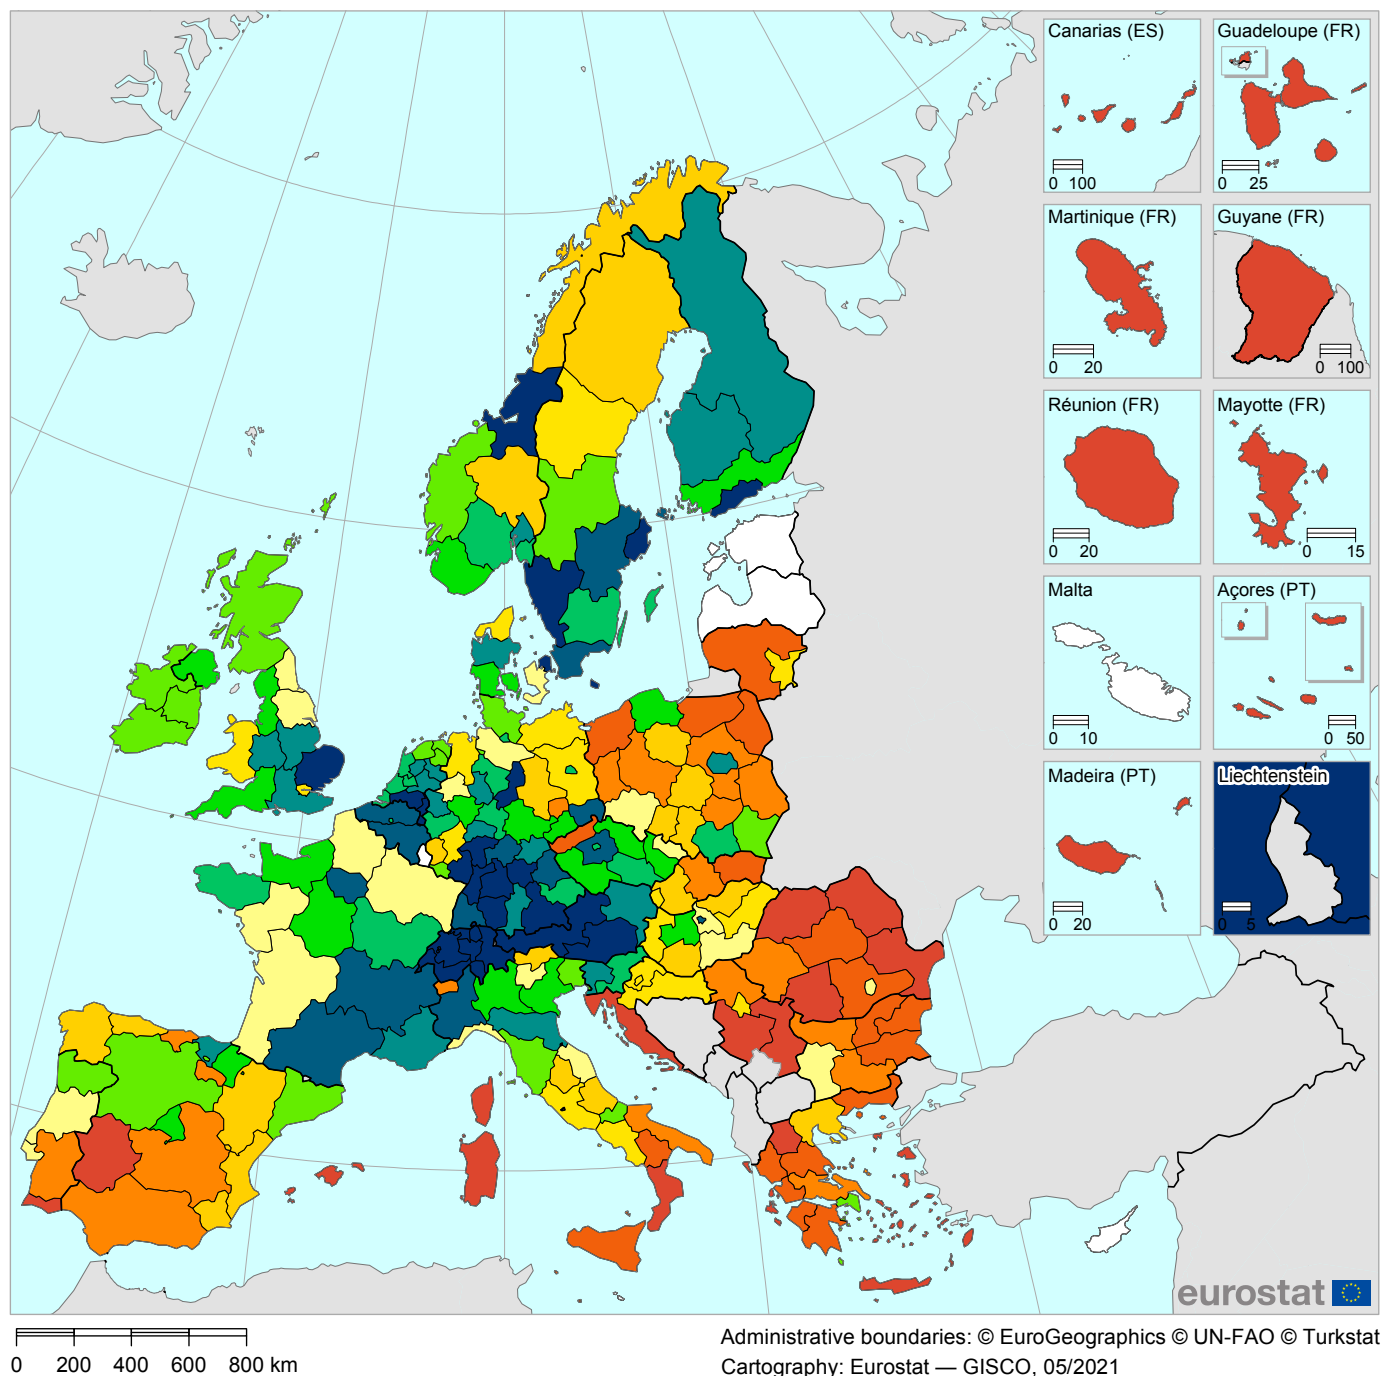 Canarias (ES)
0 100
Guadeloupe (FR)
0 25
Martinique (FR)
0 20
Guyane (FR)
0 100
Réunion (FR)
0 20
Mayotte (FR)
0 15
Malta
0 10
Açores (PT)
0 50
Madeira (PT)
0 20
Liechtenstein
0 5
eurostat
0 200 400 600 800 km
Administrative boundaries: © EuroGeographics © UN-FAO © Turkstat
Cartography: Eurostat — GISCO, 05/2021